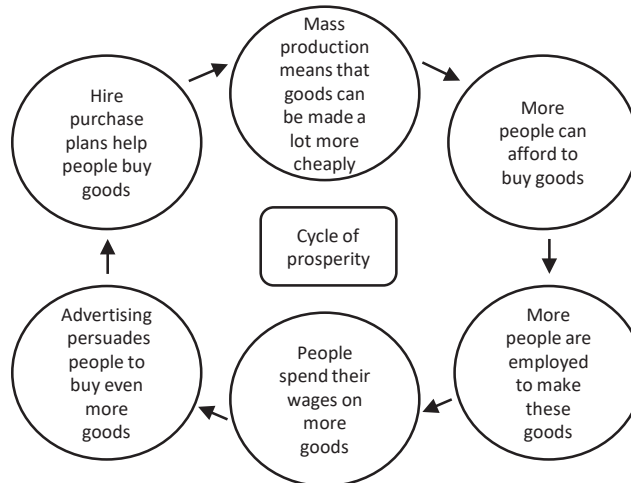 Mass
production
means that
goods can
be made a
lot more
cheaply
More
people can
afford to
buy goods
More
people are
employed
to make
these
goods
People
spend their
wages on
more
goods
Advertising
persuades
people to
buy even
more
goods
Hire
purchase
plans help
people buy
goods
Cycle of
prosperity